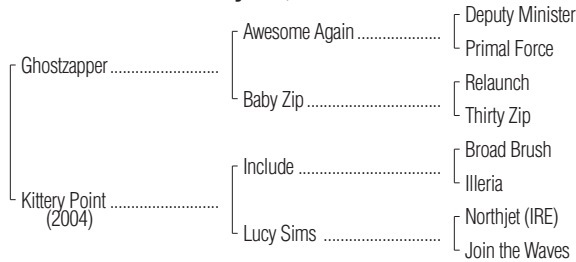 Deputy Minister
Awesome Again ....................
Primal Force
Ghostzapper ..........................
Relaunch
Baby Zip ................................
Thirty Zip
Broad Brush
Include ..................................
Illeria
Kittery Point ..........................
(2004)
Northjet (IRE)
Lucy Sims ............................
Join the Waves